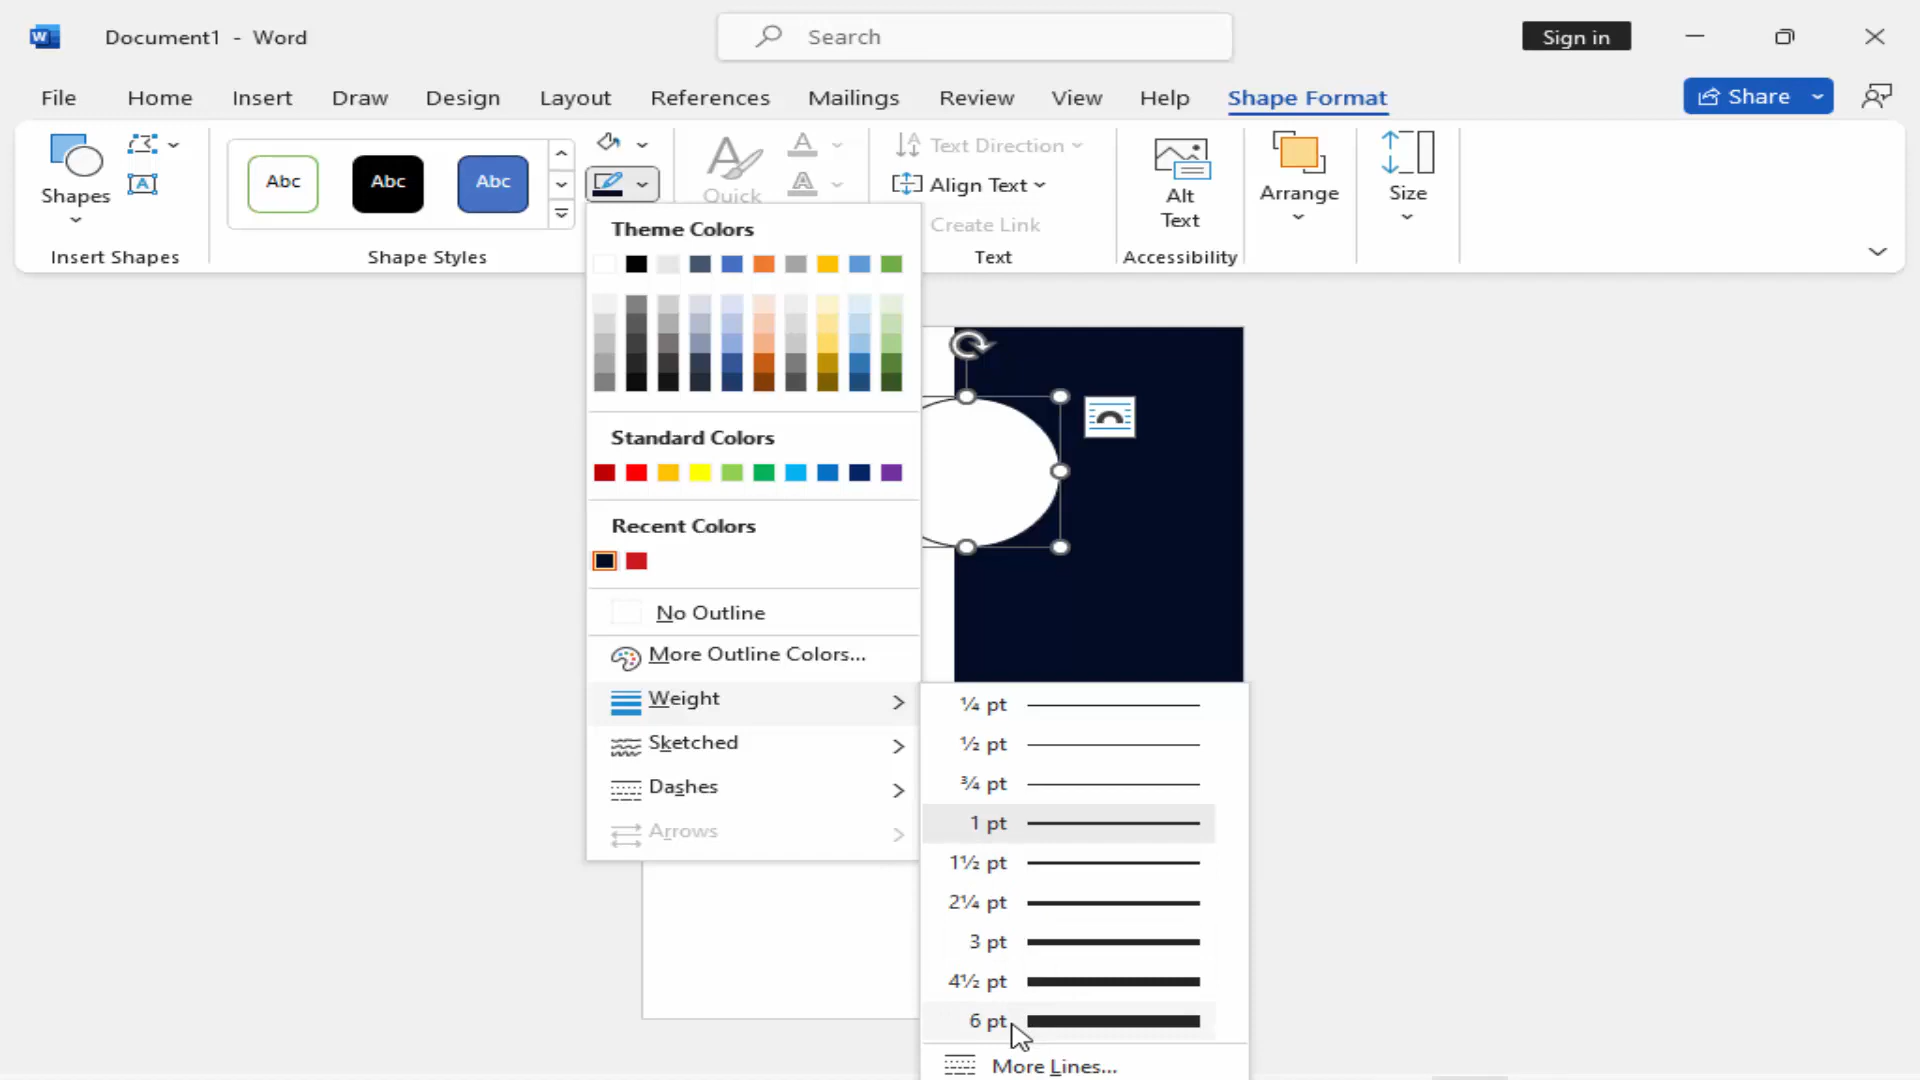 W
Document1 - Word
Search
Sign in
File Home Insert Draw Design Layout References Mailings Review View Help Shape Format
Share
Shapes
Abc Abc Abc
A
A
A
A
Quick
Text Direction
Align Text
Create Link
Alt
Text
Arrange
Size
Insert Shapes
Shape Styles
Text
Accessibility
Theme Colors
Standard Colors
Recent Colors
No Outline
More Outline Colors...
Weight
Sketched
Dashes
Arrows
¼ pt
½ pt
¾ pt
1 pt
1½ pt
2¼ pt
3 pt
4½ pt
6 pt
More Lines...